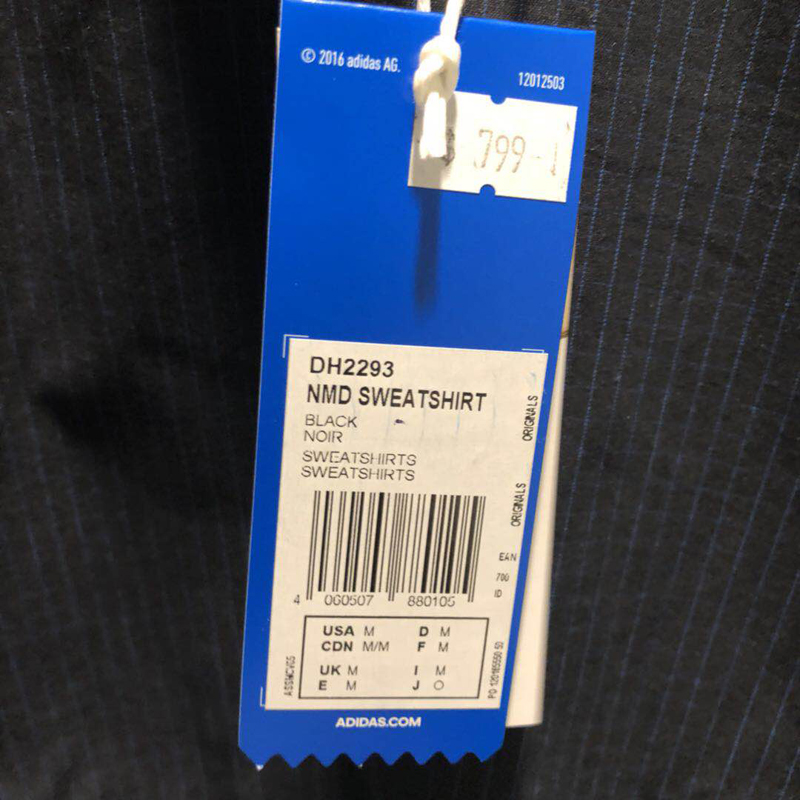 © 2016 adidas AG.
12012503
799-
DH2293
NMD SWEATSHIRT
BLACK
NOIR
SWEATSHIRTS
SWEATSHIRTS
ORIGINALS
ORIGINALS
EAN
700
ID
4 060507 880105
USA M D M
CDN M/M F M
UK M I M
E M J O
ADIDAS.COM